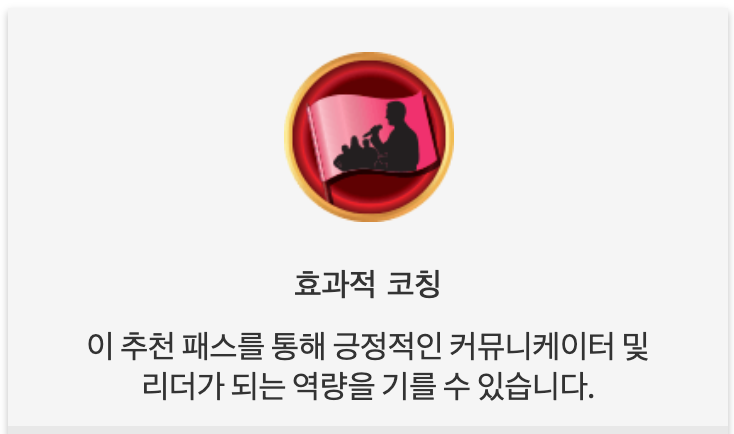 효과적 코칭
이 추천 패스를 통해 긍정적인 커뮤니케이터 및
리더가 되는 역량을 기를 수 있습니다.